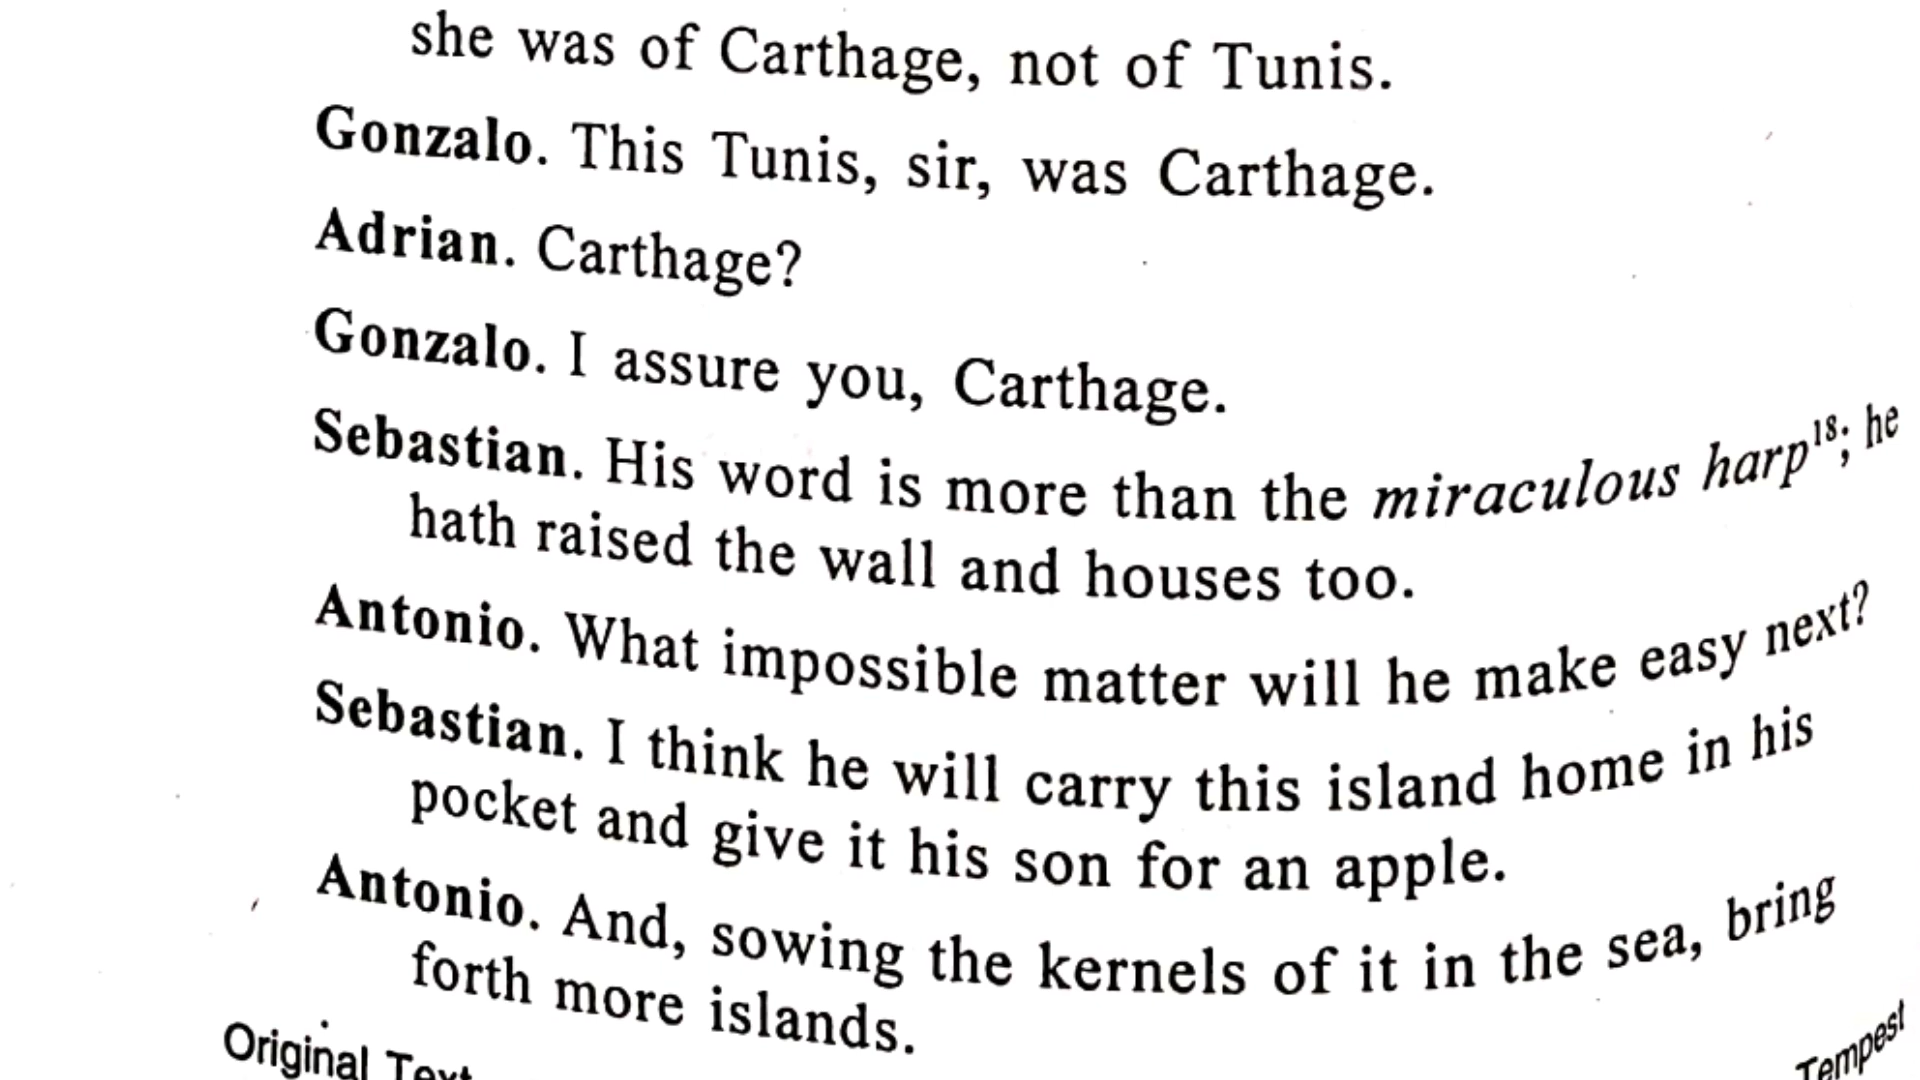 she was of Carthage, not of Tunis.
Gonzalo. This Tunis, sir, was Carthage.
Adrian. Carthage?
Gonzalo. I assure you, Carthage.
Sebastian. His word is more than the miraculous harp18; he
hath raised the wall and houses too.
Antonio. What impossible matter will he make easy next?
Sebastian. I think he will carry this island home in his
pocket and give it his son for an apple.
Antonio. And, sowing the kernels of it in the sea, bring
forth more islands.
Original Text
Tempest